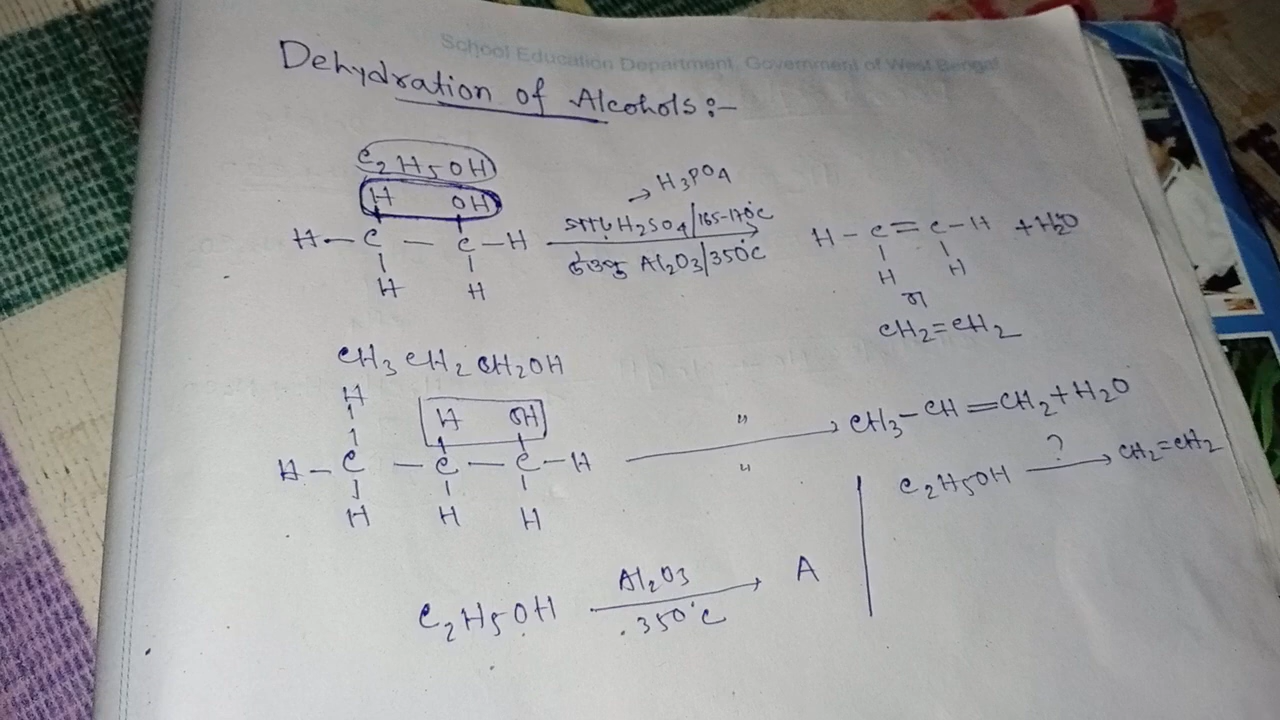 School Education Department, Government of West Bengal
Dehydration of Alcohols:-
C2H5OH
H OH
H-C-C-H
H H
→ H3PO4
গাঢ় H2SO4/165-170°C
উত্তপ্ত Al2O3/350°C
H-C=C-H +H2O
H H
বা
CH2=CH2
CH3CH2CH2OH
H H OH
H-C-C-C-H
H H H
"
"
→ CH3-CH=CH2+H2O
C2H5OH ? → CH2=CH2
C2H5OH Al2O3 → A
350°C